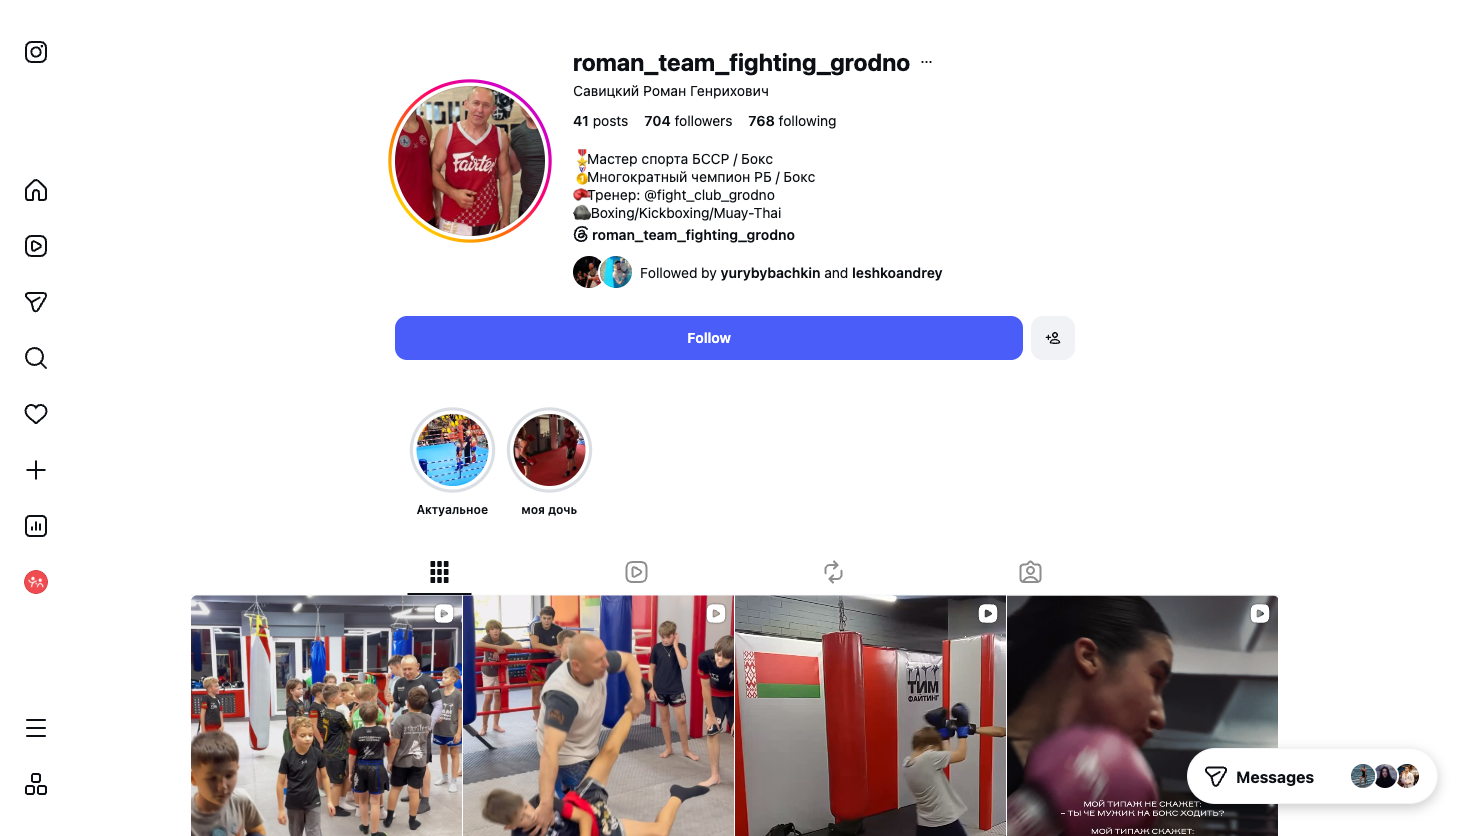 roman_team_fighting_grodno ...
Савицкий Роман Генрихович
41 posts 704 followers 768 following
Мастер спорта БССР / Бокс
Многократный чемпион РБ / Бокс
Тренер: @fight_club_grodno
Boxing/Kickboxing/Muay-Thai
roman_team_fighting_grodno
Followed by yurybybachkin and leshkoandrey
Follow
Актуальное моя дочь
Fairtex
ТИМ
ФАЙТИНГ
МОЙ ТИПАЖ НЕ СКАЖЕТ:
– ТЫ ЧЕ МУЖИК НА БОКС ХОДИТЬ?
МОЙ ТИПАЖ СКАЖЕТ:
Messages